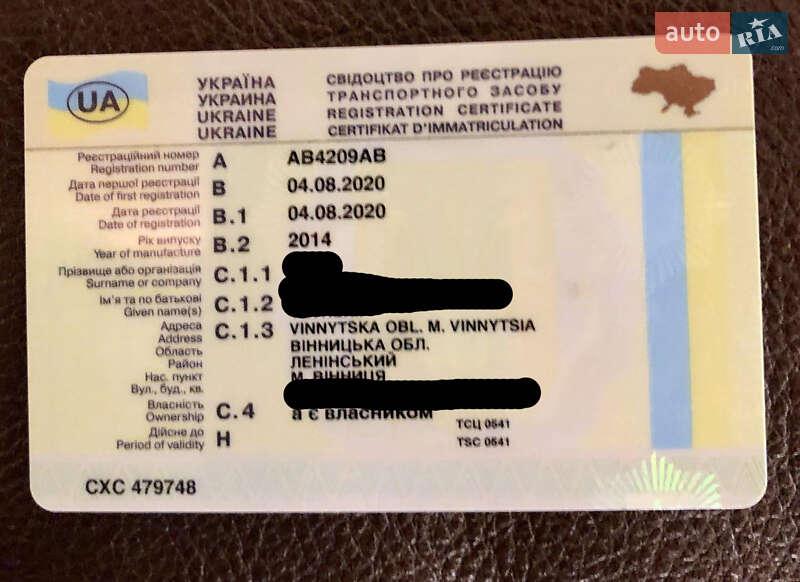 auto RIA .com
UA
УКРАЇНА
УКРАИНА
UKRAINE
UKRAINE
СВІДОЦТВО ПРО РЕЄСТРАЦІЮ
ТРАНСПОРТНОГО ЗАСОБУ
REGISTRATION CERTIFICATE
CERTIFIKAT D'IMMATRICULATION
Реєстраційний номер
Registration number
A
AB4209AB
Дата першої реєстрації
Date of first registration
B
04.08.2020
Дата реєстрації
Date of registration
B.1
04.08.2020
Рік випуску
Year of manufacture
B.2
2014
Прізвище або організація
Surname or company
C.1.1
Ім'я та по батькові
Given name(s)
C.1.2
Адреса
Address
C.1.3
VINNYTSKA OBL. M. VINNYTSIA
Область
ВІННИЦЬКА ОБЛ.
Район
ЛЕНІНСЬКИЙ
Нас. пункт
М. ВІННИЦЯ
Вул., буд., кв.
Власність
Ownership
C.4
а є власником
ТСЦ 0541
Дійсне до
Period of validity
H
TSC 0541
CXC 479748